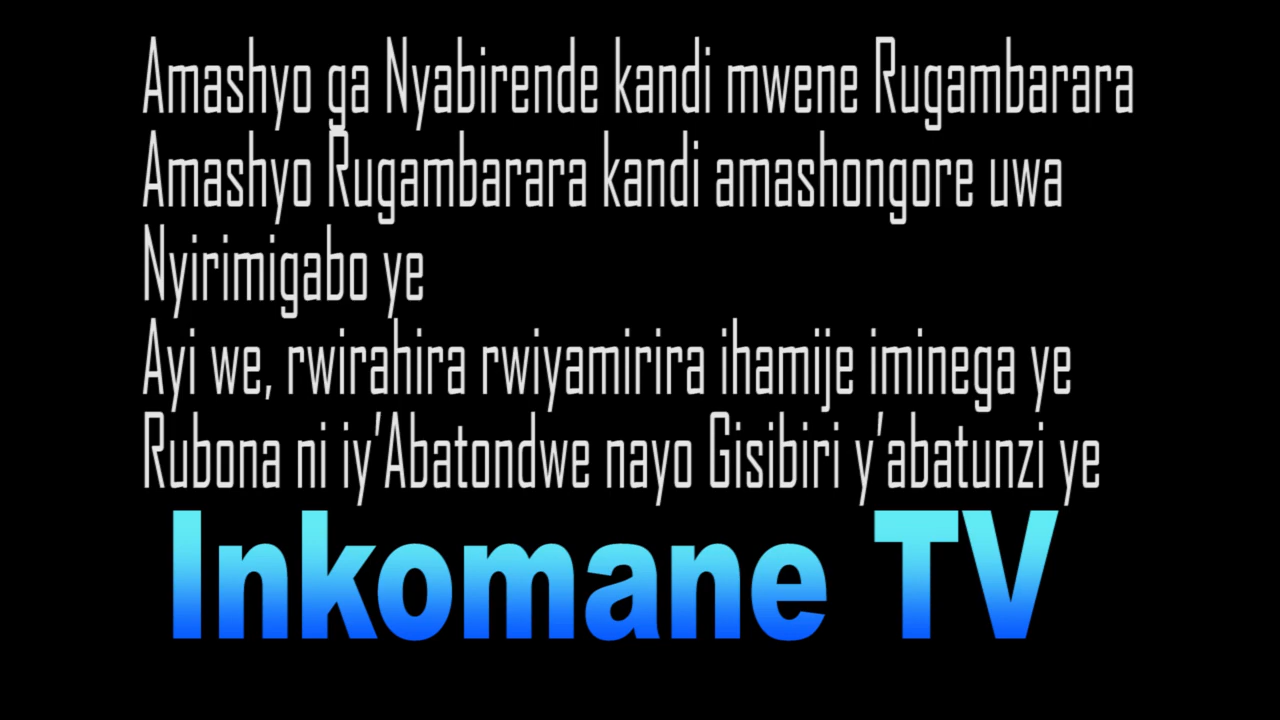 Amashyo ga Nyabirende kandi mwene Rugambarara
Amashyo Rugambarara kandi amashongore uwa
Nyirimigabo ye
Ayi we, rwirahira rwiyamirira ihamije iminega ye
Rubona ni iy'Abatondwe nayo Gisibiri y'abatunzi ye
Inkomane TV